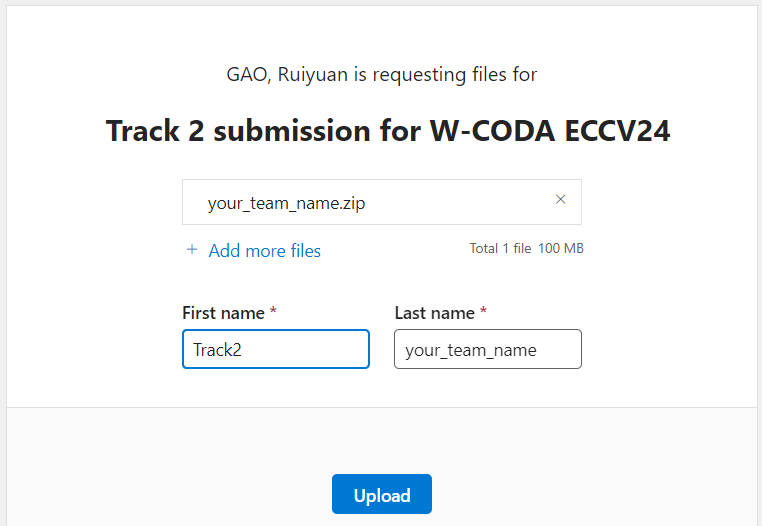 GAO, Ruiyuan is requesting files for
Track 2 submission for W-CODA ECCV24
your_team_name.zip ×
+ Add more files Total 1 file 100 MB
First name * Last name *
Track2 your_team_name
Upload